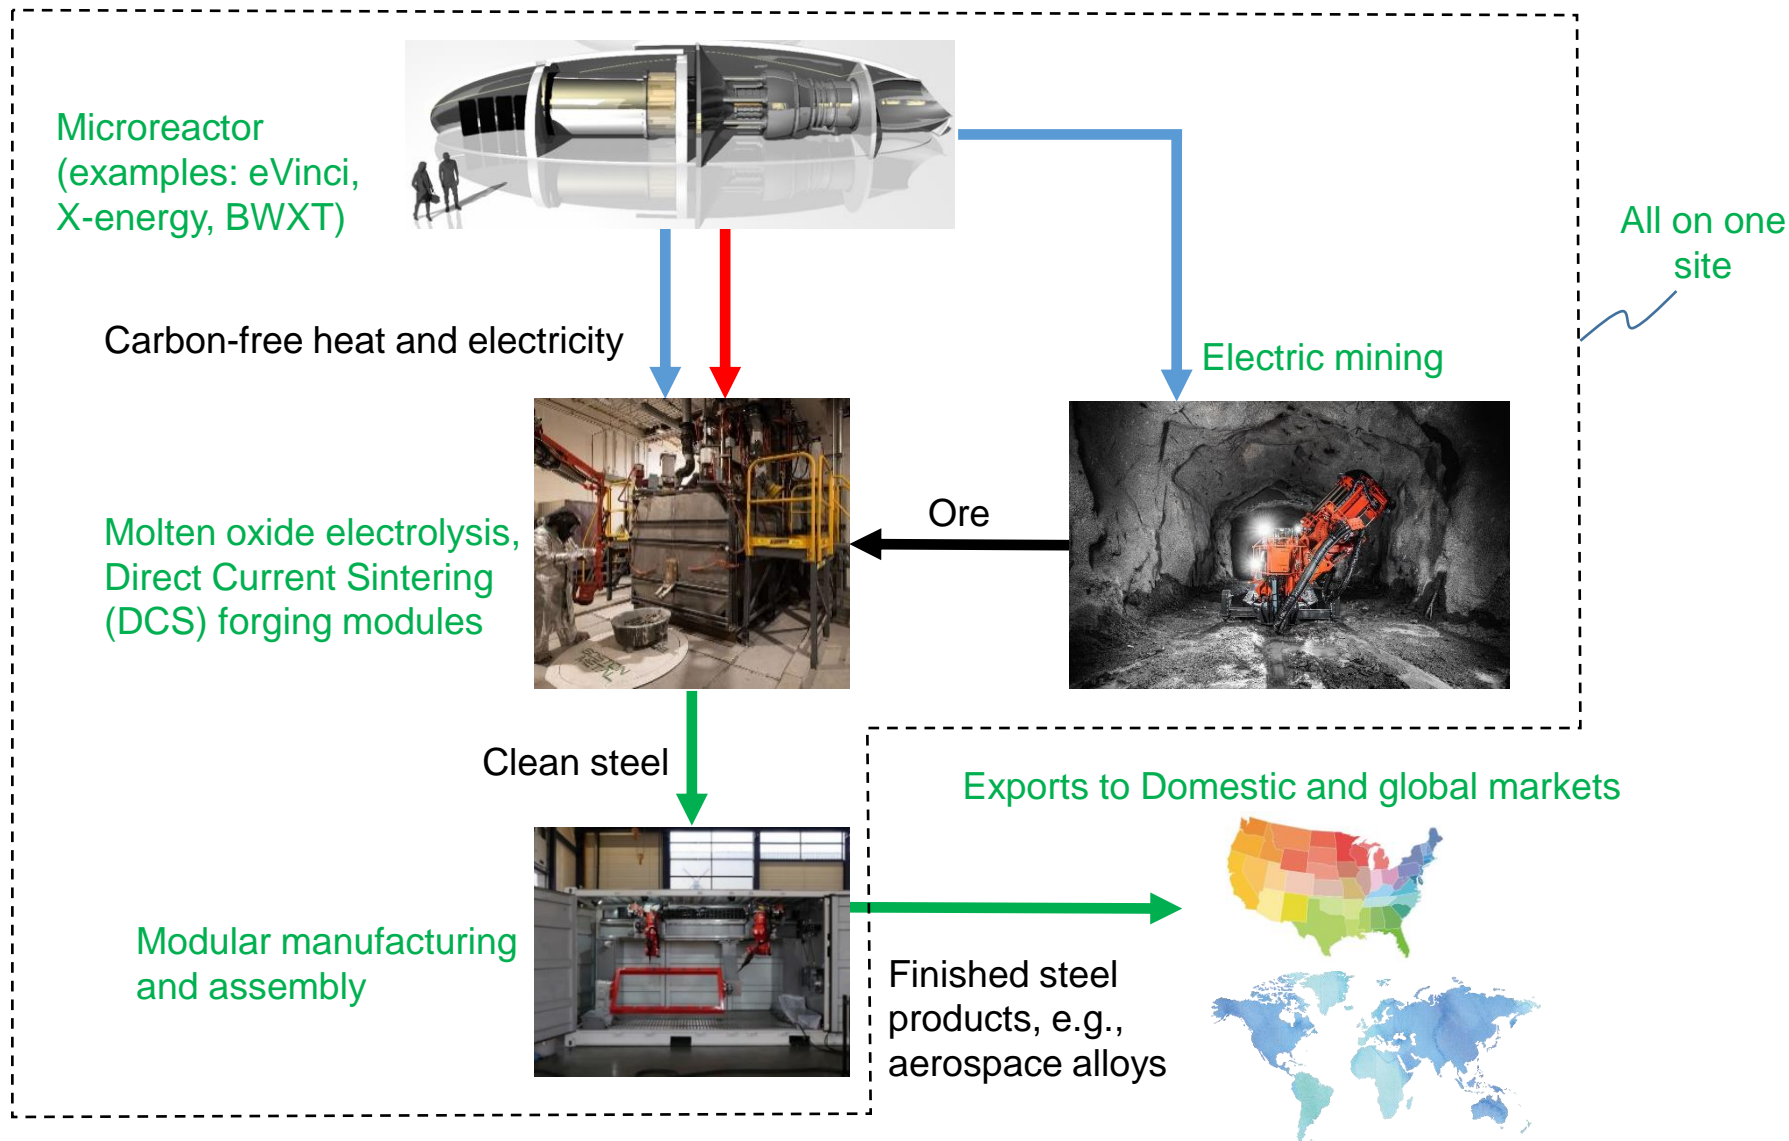 Microreactor
(examples: eVinci,
X-energy, BWXT)
All on one
site
Carbon-free heat and electricity
Electric mining
Ore
Molten oxide electrolysis,
Direct Current Sintering
(DCS) forging modules
BOSTON
METAL
Clean steel
Exports to Domestic and global markets
Modular manufacturing
and assembly
Finished steel
products, e.g.,
aerospace alloys